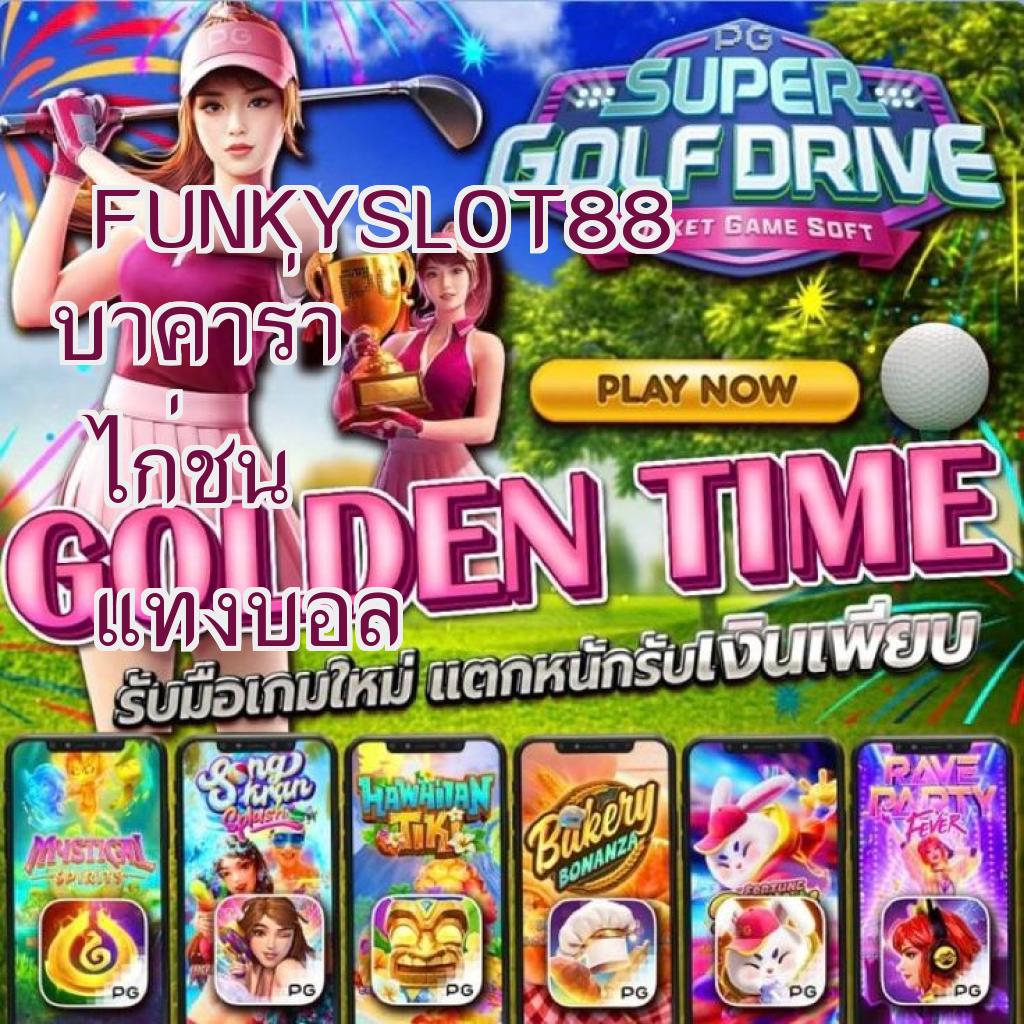 PG
PG
SUPER
GOLF DRIVE
FUNKYSLOT88
KET GAME SOFT
บาคาร่า
PLAY NOW
ไก่ชน
GOLDEN TIME
แทงบอล
รับมือเกมใหม่ แตกหนักรับเงินเพียบ
MYSTICAL
SPIRITS
Songkran
Splash
HAWAIIAN
TIKI
Bakery
BONANZA
FORTUNE
RAVE
PARTY
FEVER
PG
PG
PG
PG
PG
PG